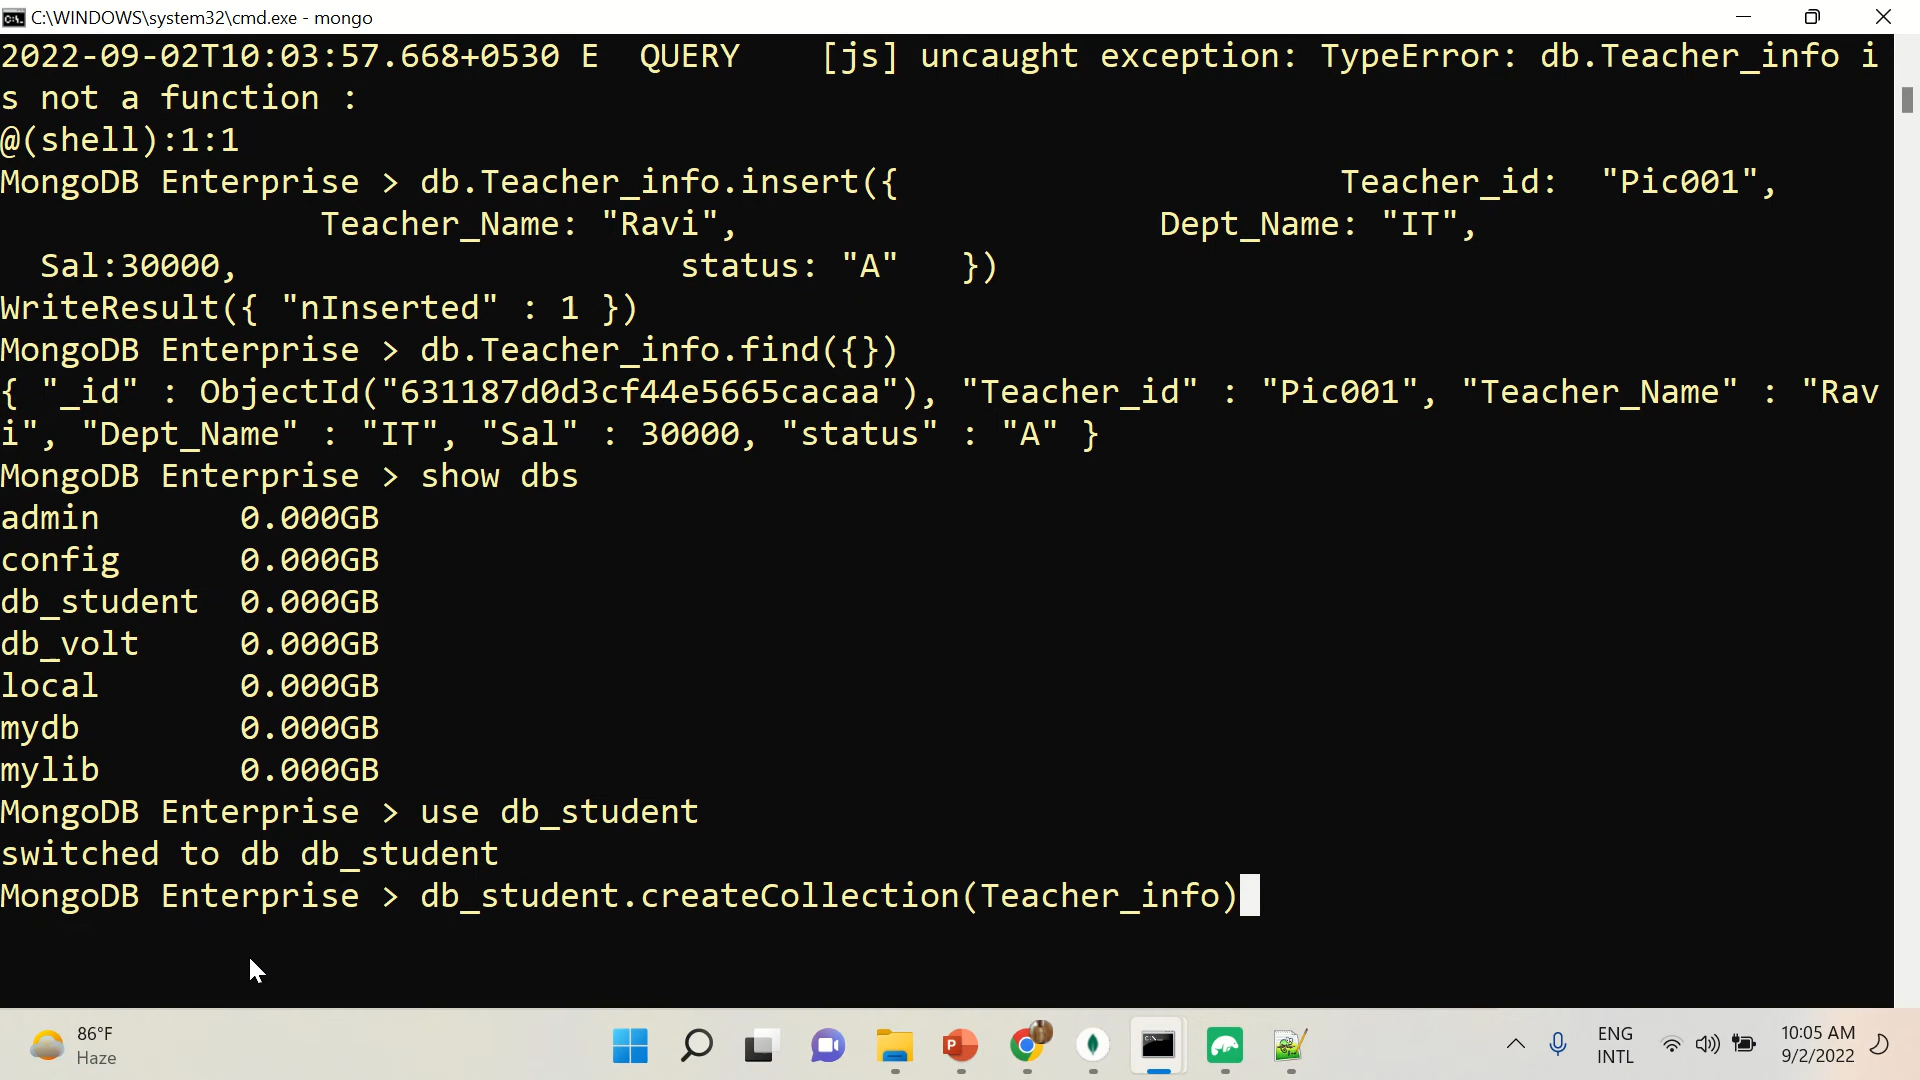 C:\WINDOWS\system32\cmd.exe - mongo
2022-09-02T10:03:57.668+0530 E  QUERY    [js] uncaught exception: TypeError: db.Teacher_info i
s not a function :
@(shell):1:1
MongoDB Enterprise > db.Teacher_info.insert({                      Teacher_id:  "Pic001",
                Teacher_Name: "Ravi",                     Dept_Name: "IT",
  Sal:30000,                      status: "A"   })
WriteResult({ "nInserted" : 1 })
MongoDB Enterprise > db.Teacher_info.find({})
{ "_id" : ObjectId("631187d0d3cf44e5665cacaa"), "Teacher_id" : "Pic001", "Teacher_Name" : "Rav
i", "Dept_Name" : "IT", "Sal" : 30000, "status" : "A" }
MongoDB Enterprise > show dbs
admin       0.000GB
config      0.000GB
db_student  0.000GB
db_volt     0.000GB
local       0.000GB
mydb        0.000GB
mylib       0.000GB
MongoDB Enterprise > use db_student
switched to db db_student
MongoDB Enterprise > db_student.createCollection(Teacher_info)
86°F
Haze
ENG
INTL
10:05 AM
9/2/2022